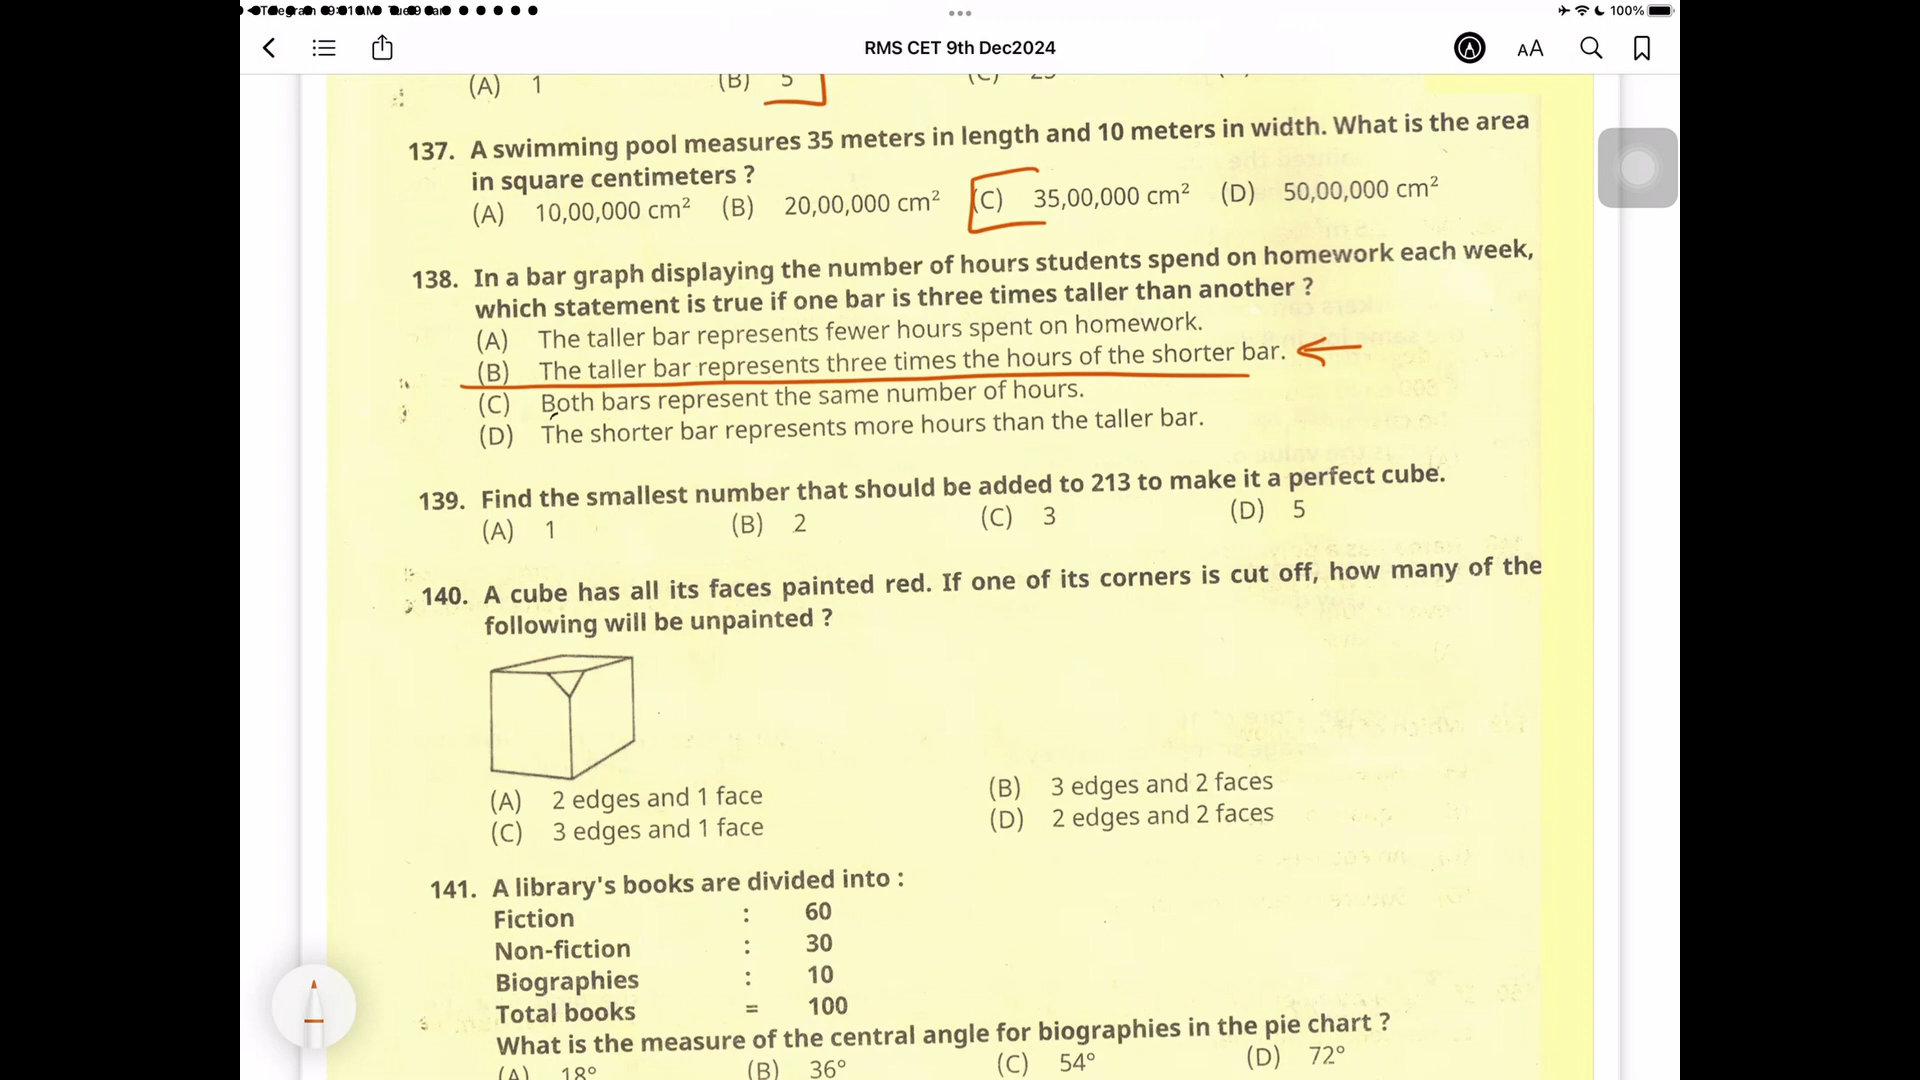 RMS CET 9th Dec2024
100%
AA
(A) 1 (B) 5
137. A swimming pool measures 35 meters in length and 10 meters in width. What is the area
in square centimeters ?
(A) 10,00,000 cm² (B) 20,00,000 cm² (C) 35,00,000 cm² (D) 50,00,000 cm²
138. In a bar graph displaying the number of hours students spend on homework each week,
which statement is true if one bar is three times taller than another ?
(A) The taller bar represents fewer hours spent on homework.
(B) The taller bar represents three times the hours of the shorter bar.
(C) Both bars represent the same number of hours.
(D) The shorter bar represents more hours than the taller bar.
139. Find the smallest number that should be added to 213 to make it a perfect cube.
(A) 1 (B) 2 (C) 3 (D) 5
140. A cube has all its faces painted red. If one of its corners is cut off, how many of the
following will be unpainted ?
(A) 2 edges and 1 face (B) 3 edges and 2 faces
(C) 3 edges and 1 face (D) 2 edges and 2 faces
141. A library's books are divided into :
Fiction : 60
Non-fiction : 30
Biographies : 10
Total books = 100
What is the measure of the central angle for biographies in the pie chart ?
(A) 18° (B) 36° (C) 54° (D) 72°